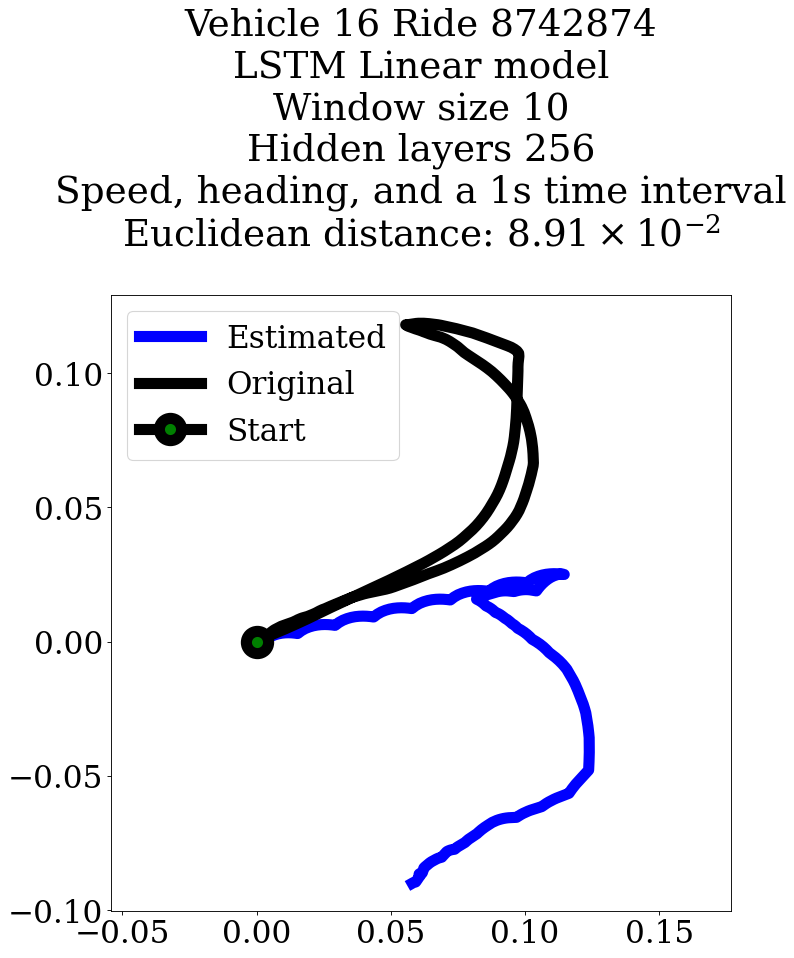 Vehicle 16 Ride 8742874
LSTM Linear model
Window size 10
Hidden layers 256
Speed, heading, and a 1s time interval
Euclidean distance: 8.91 × 10⁻²
Estimated
Original
Start
0.10
0.05
0.00
−0.05
−0.10
−0.05 0.00 0.05 0.10 0.15